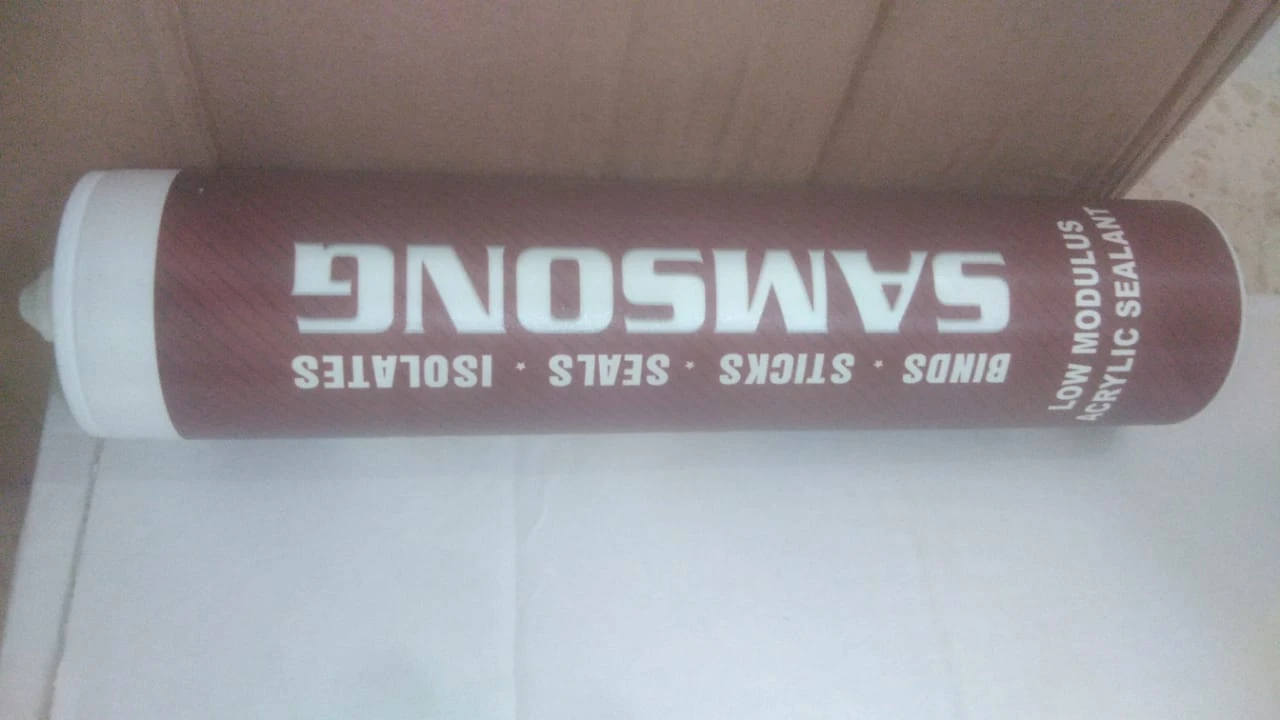 SAMSONG
BINDS * STICKS * SEALS * ISOLATES
LOW MODULUS
ACRYLIC SEALANT